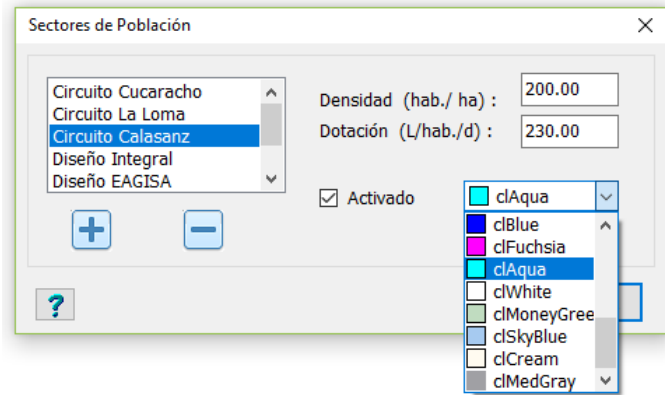 Sectores de Población
Circuito Cucaracho
Circuito La Loma
Circuito Calasanz
Diseño Integral
Diseño EAGISA
Densidad (hab./ ha) :
200.00
Dotación (L/hab./d) :
230.00
Activado
clAqua
clBlue
clFuchsia
clAqua
clWhite
clMoneyGree
clSkyBlue
clCream
clMedGray
?